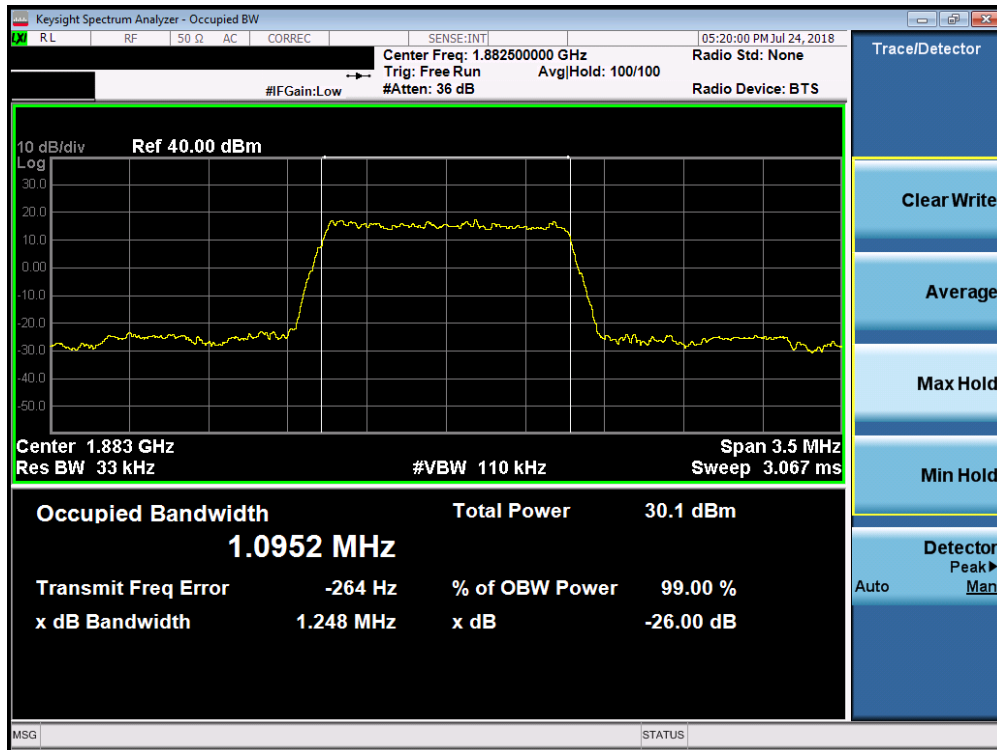 Keysight Spectrum Analyzer - Occupied BW
LXI RL RF 50 Ω AC CORREC SENSE:INT 05:20:00 PM Jul 24, 2018
Center Freq: 1.882500000 GHz Radio Std: None
Trig: Free Run Avg|Hold: 100/100
#IFGain:Low #Atten: 36 dB Radio Device: BTS
10 dB/div Ref 40.00 dBm
Log
30.0
20.0
10.0
0.00
-10.0
-20.0
-30.0
-40.0
-50.0
Center 1.883 GHz Span 3.5 MHz
Res BW 33 kHz #VBW 110 kHz Sweep 3.067 ms
Occupied Bandwidth Total Power 30.1 dBm
1.0952 MHz
Transmit Freq Error -264 Hz % of OBW Power 99.00 %
x dB Bandwidth 1.248 MHz x dB -26.00 dB
Trace/Detector
Clear Write
Average
Max Hold
Min Hold
Detector
Peak▶
Auto Man
MSG STATUS